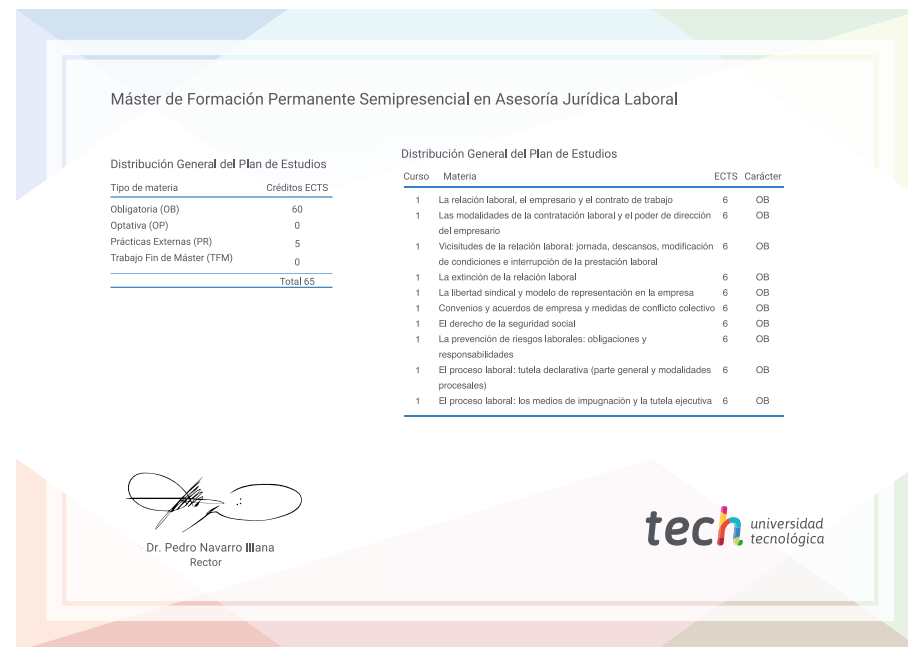 Máster de Formación Permanente Semipresencial en Asesoría Jurídica Laboral
Distribución General del Plan de Estudios
Tipo de materia Créditos ECTS
Obligatoria (OB) 60
Optativa (OP) 0
Prácticas Externas (PR) 5
Trabajo Fin de Máster (TFM) 0
Total 65
Distribución General del Plan de Estudios
Curso Materia ECTS Carácter
1 La relación laboral, el empresario y el contrato de trabajo 6 OB
1 Las modalidades de la contratación laboral y el poder de dirección 6 OB
del empresario
1 Vicisitudes de la relación laboral: jornada, descansos, modificación 6 OB
de condiciones e interrupción de la prestación laboral
1 La extinción de la relación laboral 6 OB
1 La libertad sindical y modelo de representación en la empresa 6 OB
1 Convenios y acuerdos de empresa y medidas de conflicto colectivo 6 OB
1 El derecho de la seguridad social 6 OB
1 La prevención de riesgos laborales: obligaciones y 6 OB
responsabilidades
1 El proceso laboral: tutela declarativa (parte general y modalidades 6 OB
procesales)
1 El proceso laboral: los medios de impugnación y la tutela ejecutiva 6 OB
Dr. Pedro Navarro Illana
Rector
tech universidad
tecnológica